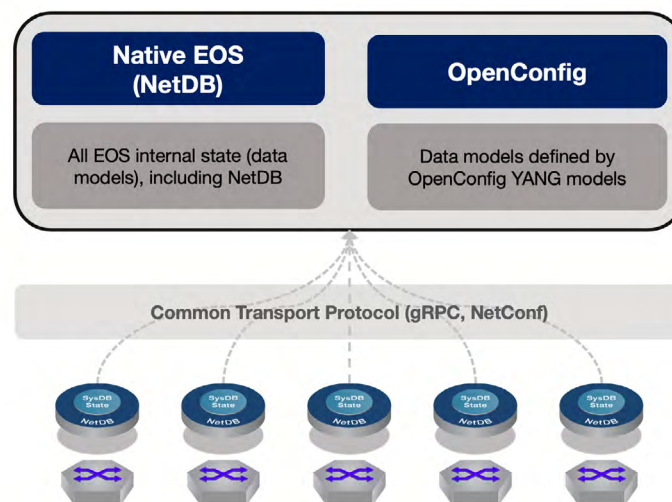 Native EOS
(NetDB)
OpenConfig
All EOS internal state (data
models), including NetDB
Data models defined by
OpenConfig YANG models
Common Transport Protocol (gRPC, NetConf)
SysDB
State
NetDB
SysDB
State
NetDB
SysDB
State
NetDB
SysDB
State
NetDB
SysDB
State
NetDB